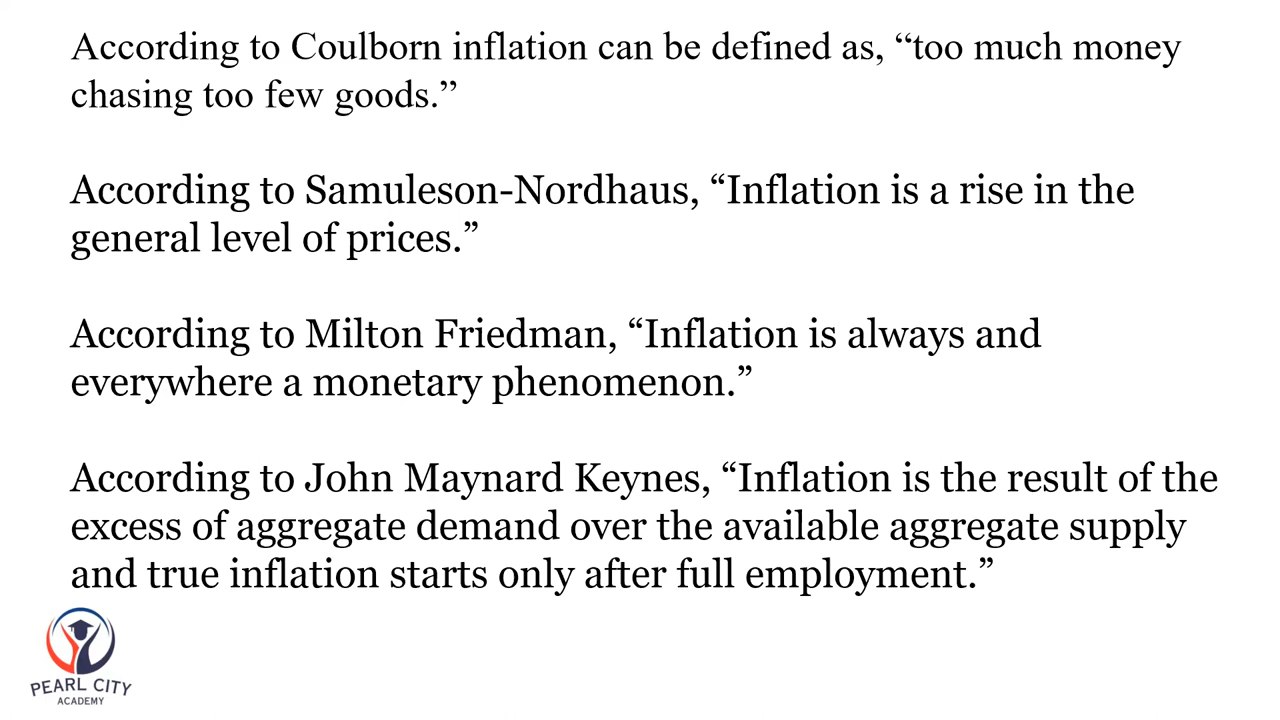 According to Coulborn inflation can be defined as, “too much money
chasing too few goods.”
According to Samuleson-Nordhaus, “Inflation is a rise in the
general level of prices.”
According to Milton Friedman, “Inflation is always and
everywhere a monetary phenomenon.”
According to John Maynard Keynes, “Inflation is the result of the
excess of aggregate demand over the available aggregate supply
and true inflation starts only after full employment.”
PEARL CITY
ACADEMY